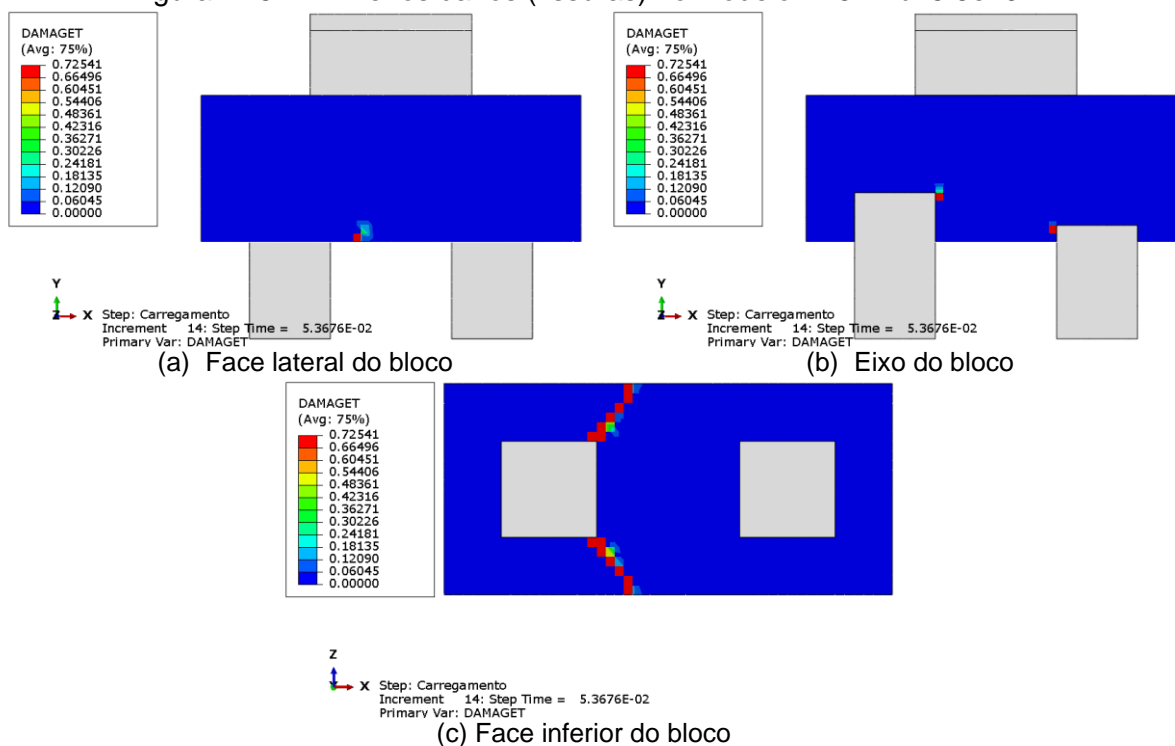 DAMAGET
(Avg: 75%)
0.72541
0.66496
0.60451
0.54406
0.48361
0.42316
0.36271
0.30226
0.24181
0.18135
0.12090
0.06045
0.00000
Y
Z X
Step: Carregamento
Increment 14: Step Time = 5.3676E-02
Primary Var: DAMAGET
(a) Face lateral do bloco
DAMAGET
(Avg: 75%)
0.72541
0.66496
0.60451
0.54406
0.48361
0.42316
0.36271
0.30226
0.24181
0.18135
0.12090
0.06045
0.00000
Y
Z X
Step: Carregamento
Increment 14: Step Time = 5.3676E-02
Primary Var: DAMAGET
(b) Eixo do bloco
DAMAGET
(Avg: 75%)
0.72541
0.66496
0.60451
0.54406
0.48361
0.42316
0.36271
0.30226
0.24181
0.18135
0.12090
0.06045
0.00000
Z
Y X
Step: Carregamento
Increment 14: Step Time = 5.3676E-02
Primary Var: DAMAGET
(c) Face inferior do bloco